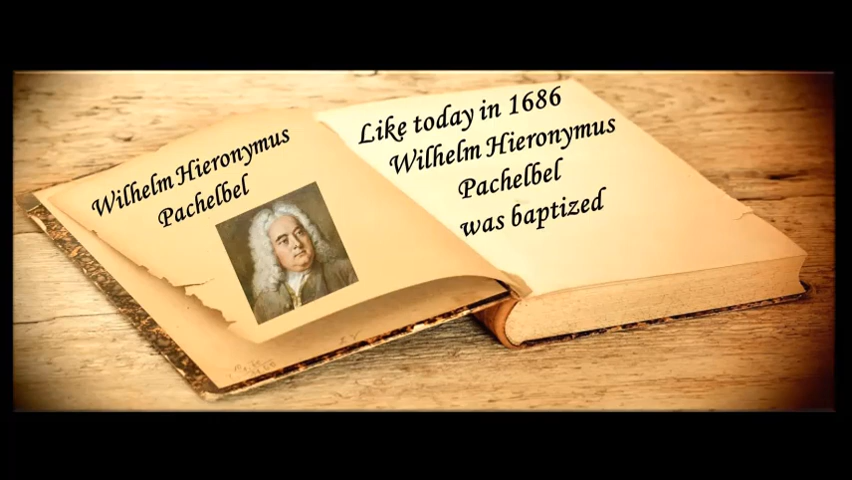 Wilhelm Hieronymus
Pachelbel
Like today in 1686
Wilhelm Hieronymus
Pachelbel
was baptized